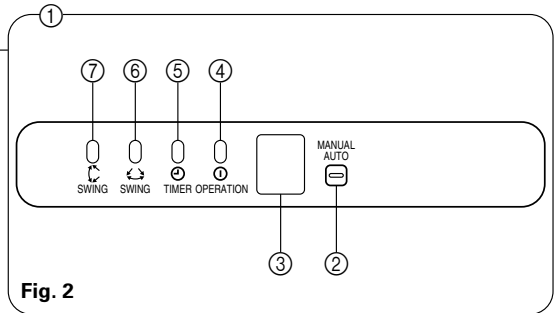 ①
⑦ ⑥ ⑤ ④
MANUAL
AUTO
SWING SWING TIMER OPERATION
③ ②
Fig. 2